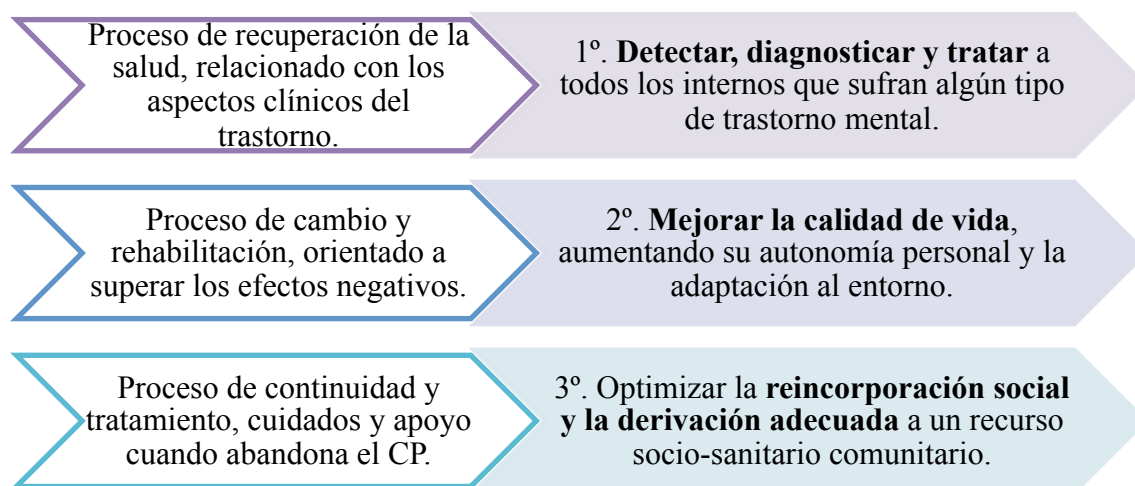 Proceso de recuperación de la
salud, relacionado con los
aspectos clínicos del
trastorno.
1º. Detectar, diagnosticar y tratar a
todos los internos que sufran algún tipo
de trastorno mental.
Proceso de cambio y
rehabilitación, orientado a
superar los efectos negativos.
2º. Mejorar la calidad de vida,
aumentando su autonomía personal y la
adaptación al entorno.
Proceso de continuidad y
tratamiento, cuidados y apoyo
cuando abandona el CP.
3º. Optimizar la reincorporación social
y la derivación adecuada a un recurso
socio-sanitario comunitario.